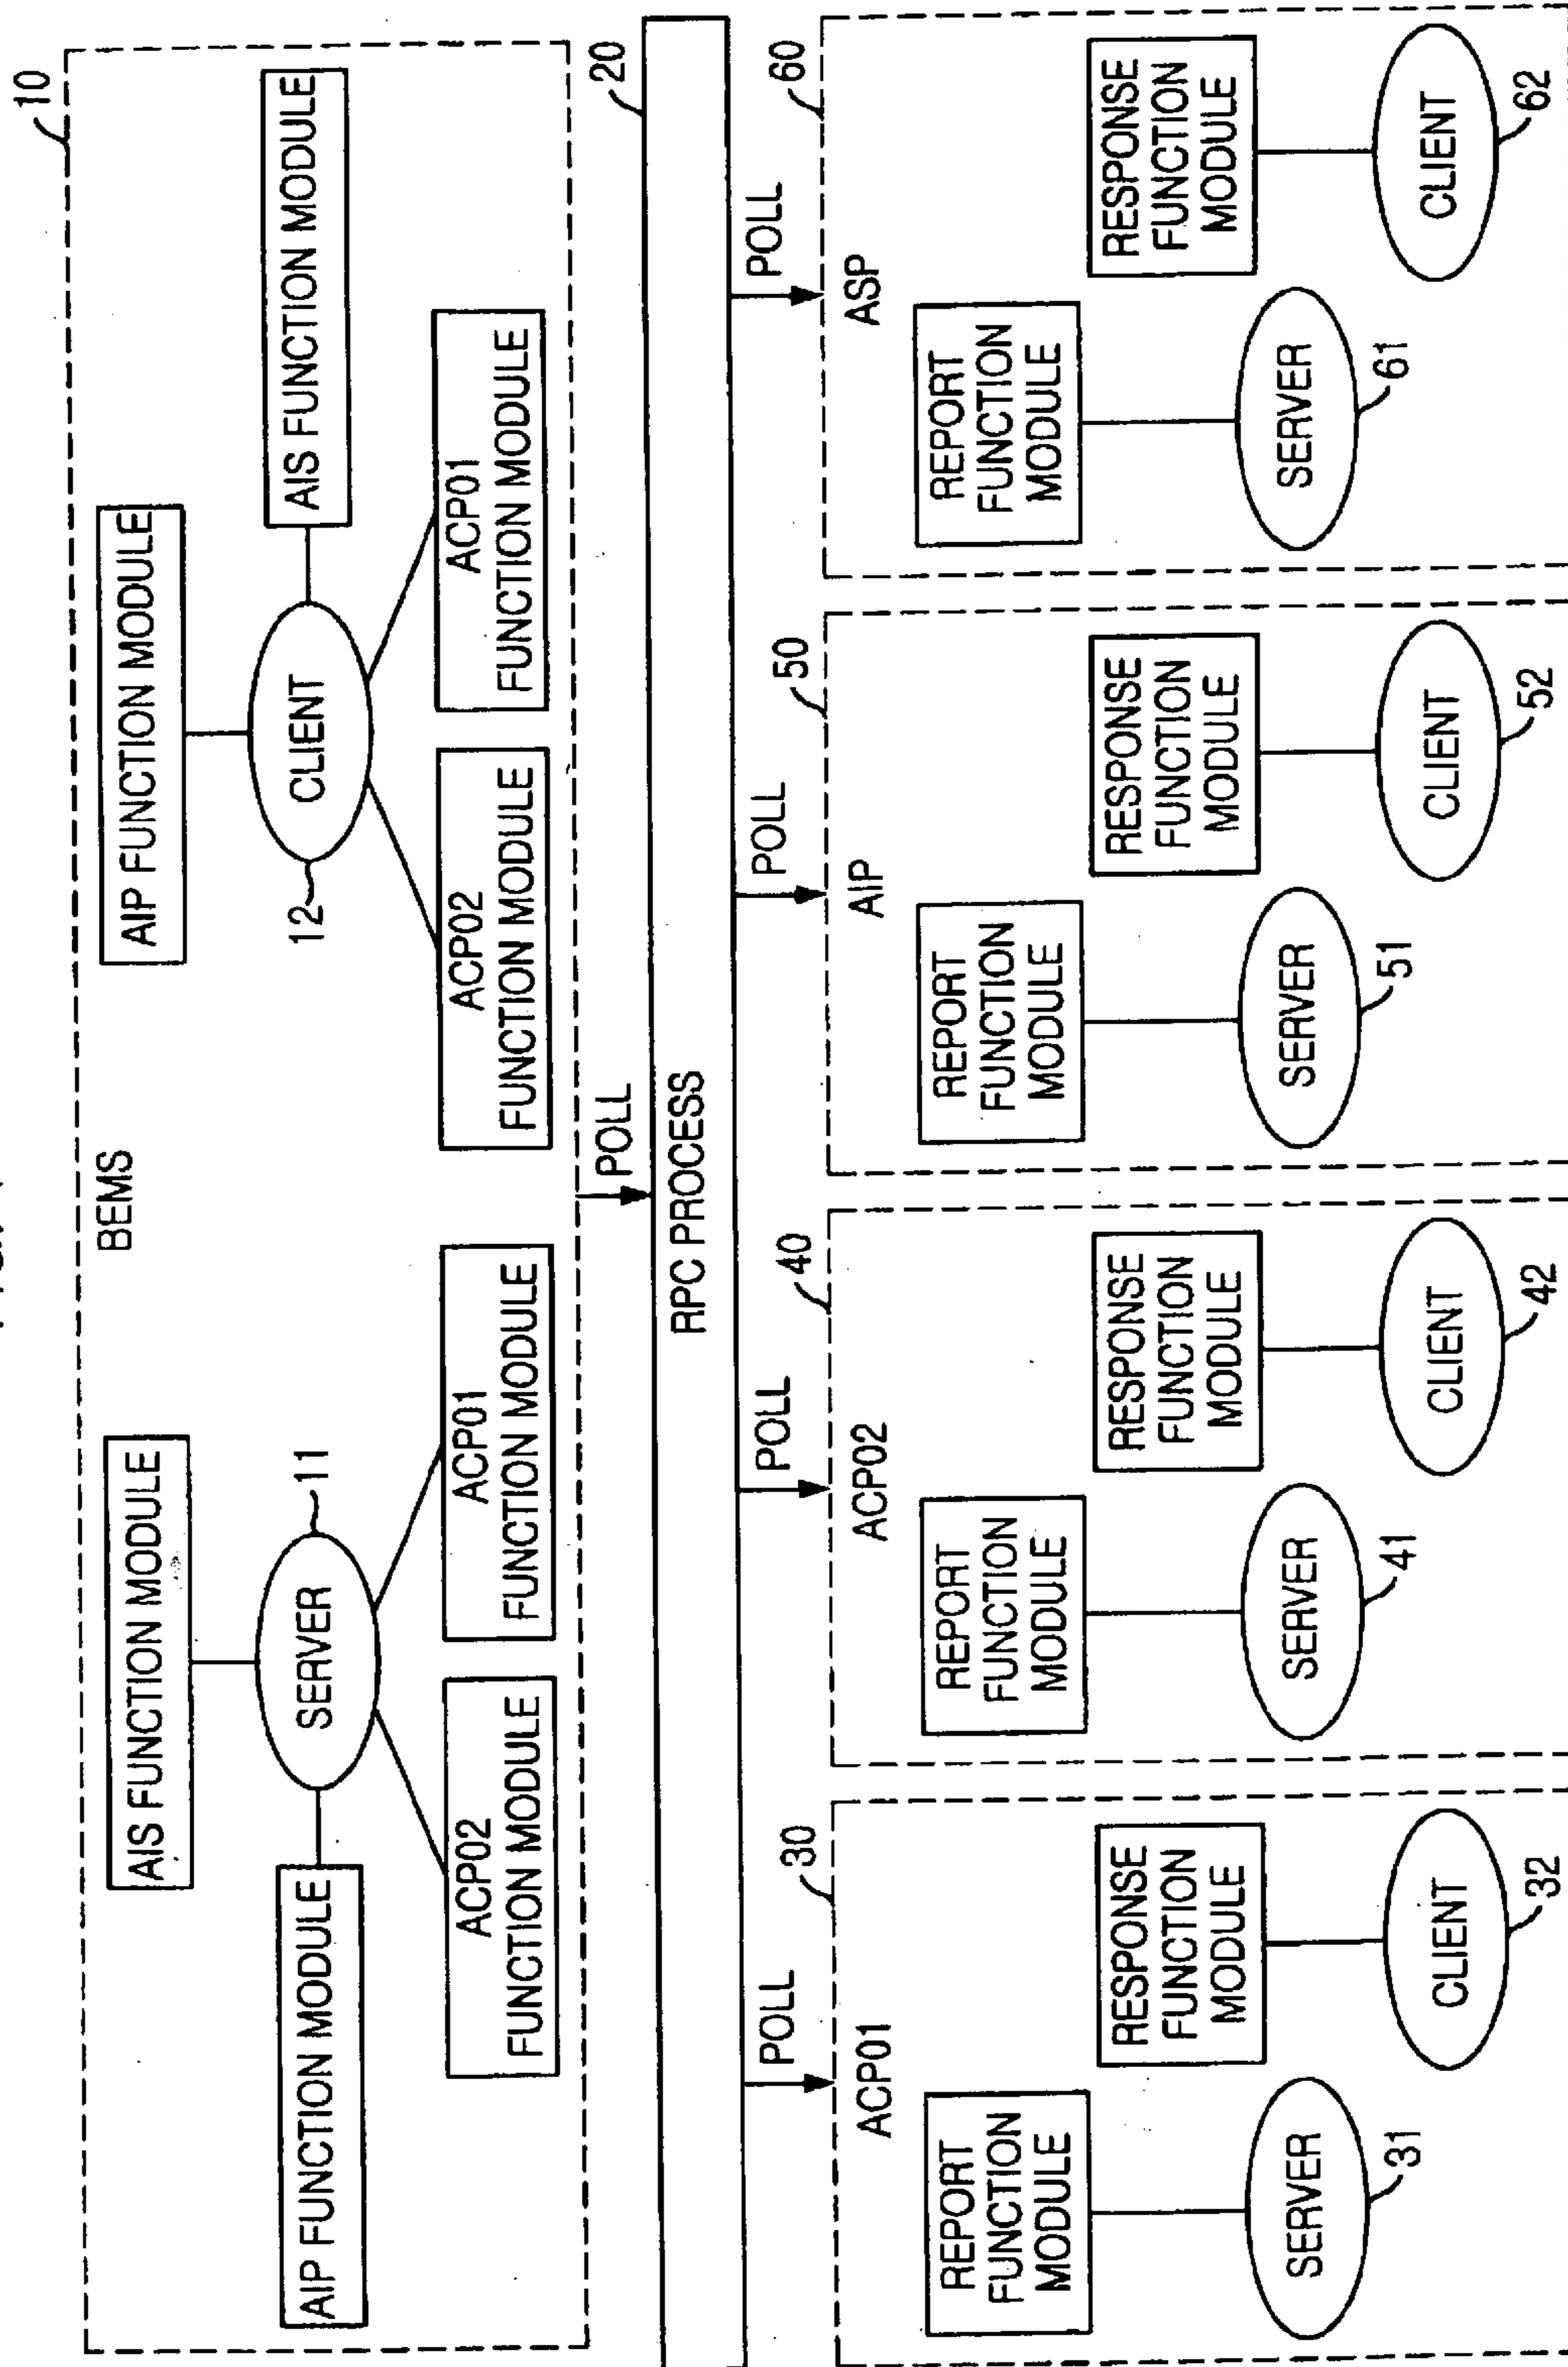 10
BEMS
AIS FUNCTION MODULE
AIP FUNCTION MODULE
AIP FUNCTION MODULE
SERVER
11
12
CLIENT
AIS FUNCTION MODULE
ACP02
FUNCTION MODULE
ACP01
FUNCTION MODULE
ACP02
FUNCTION MODULE
ACP01
FUNCTION MODULE
POLL
20
RPC PROCESS
POLL
30
POLL
40
POLL
50
POLL
60
ACP01
REPORT
FUNCTION
MODULE
RESPONSE
FUNCTION
MODULE
SERVER
31
CLIENT
32
ACP02
REPORT
FUNCTION
MODULE
RESPONSE
FUNCTION
MODULE
SERVER
41
CLIENT
42
AIP
REPORT
FUNCTION
MODULE
RESPONSE
FUNCTION
MODULE
SERVER
51
CLIENT
52
ASP
REPORT
FUNCTION
MODULE
RESPONSE
FUNCTION
MODULE
SERVER
61
CLIENT
62